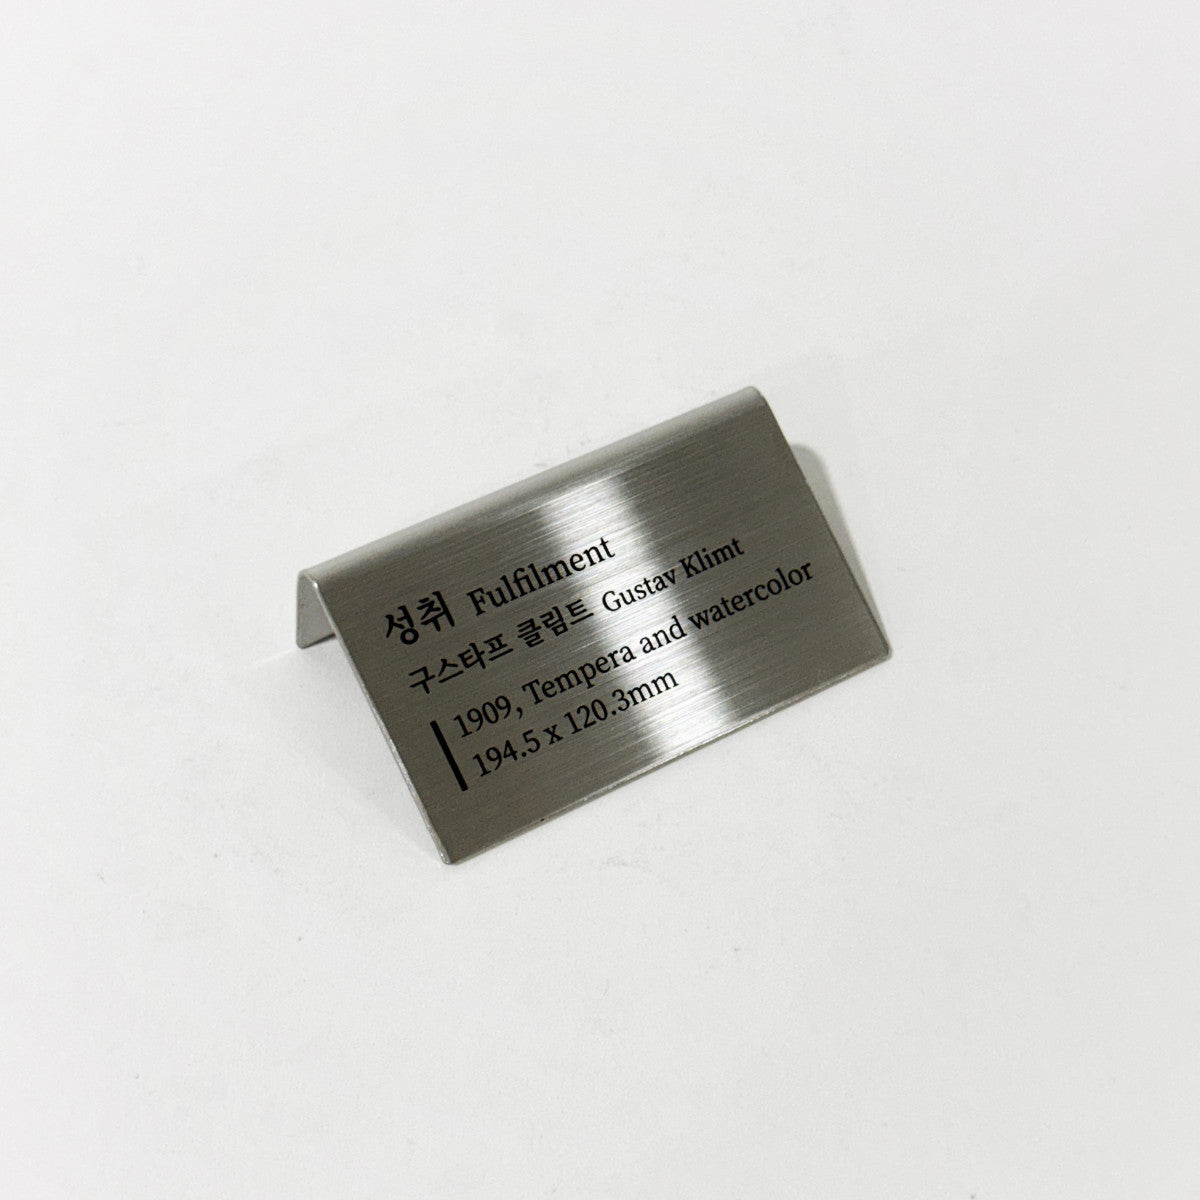 성취 Fulfilment
구스타프 클림트 Gustav Klimt
1909, Tempera and watercolor
194.5 x 120.3mm